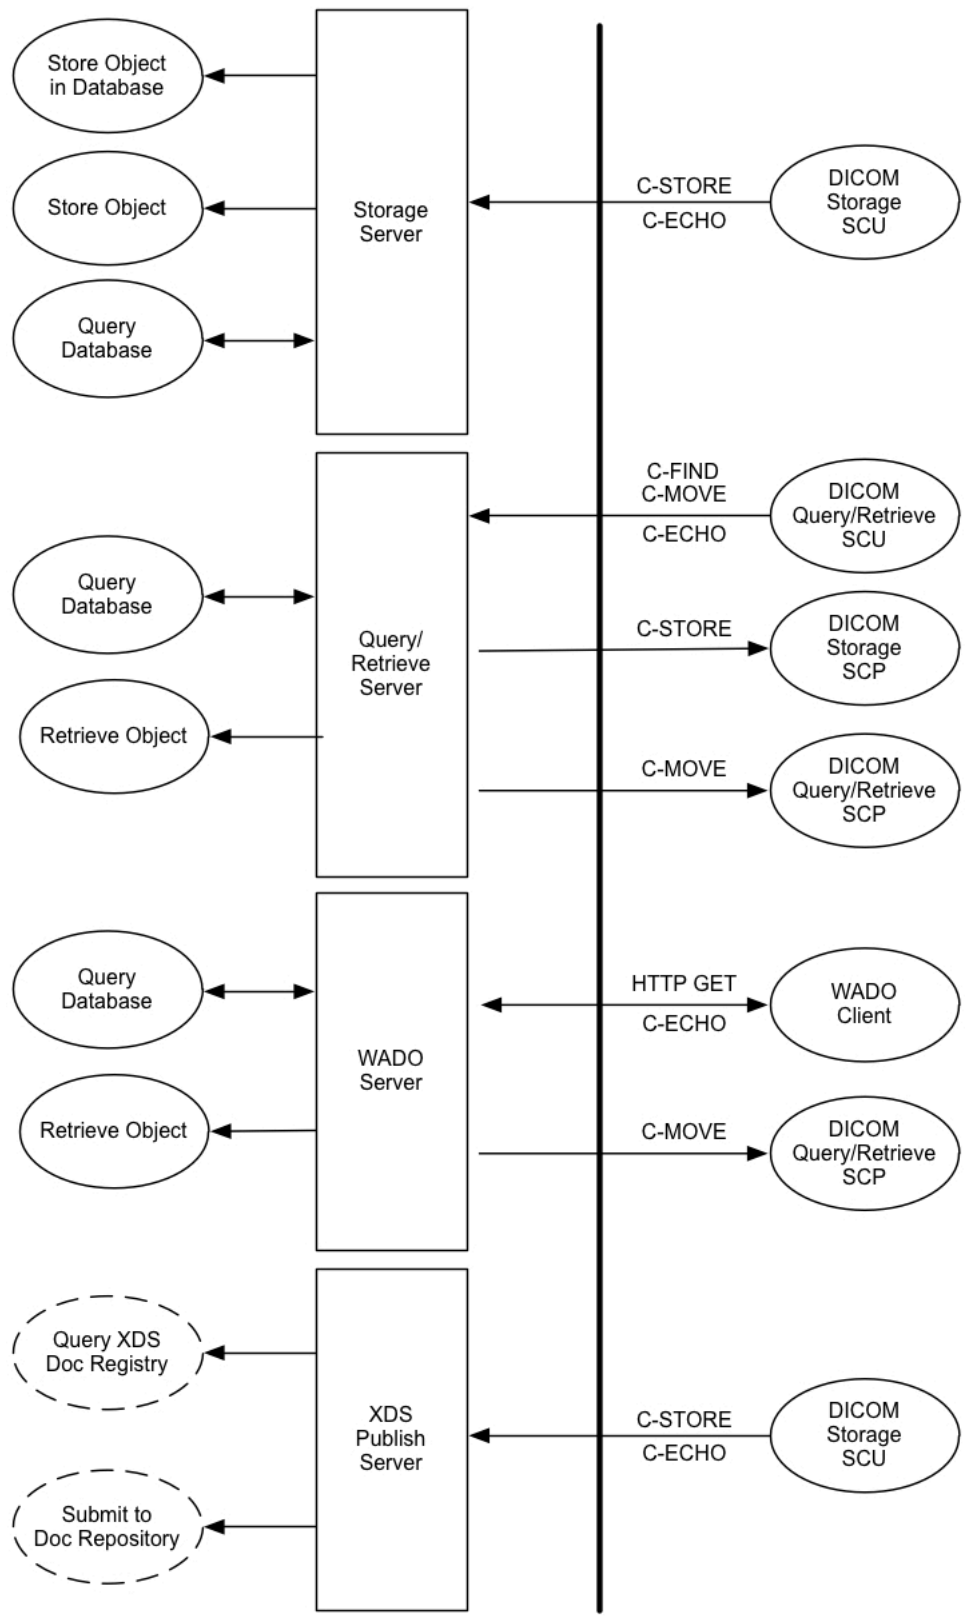 Store Object
in Database
Store Object
Query
Database
Storage
Server
C-STORE
C-ECHO
DICOM
Storage
SCU
Query
Database
Retrieve Object
Query/
Retrieve
Server
C-FIND
C-MOVE
C-ECHO
DICOM
Query/Retrieve
SCU
C-STORE
DICOM
Storage
SCP
C-MOVE
DICOM
Query/Retrieve
SCP
Query
Database
Retrieve Object
WADO
Server
HTTP GET
C-ECHO
WADO
Client
C-MOVE
DICOM
Query/Retrieve
SCP
Query XDS
Doc Registry
Submit to
Doc Repository
XDS
Publish
Server
C-STORE
C-ECHO
DICOM
Storage
SCU